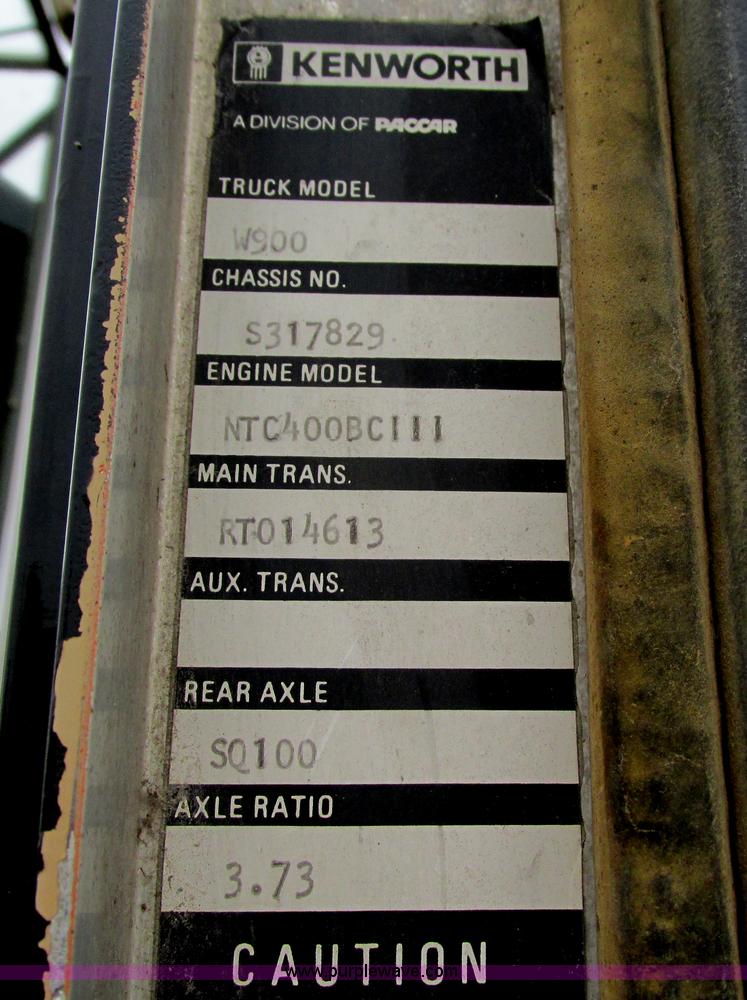 KENWORTH
A DIVISION OF PACCAR
TRUCK MODEL
W900
CHASSIS NO.
S317829
ENGINE MODEL
NTC400BCIII
MAIN TRANS.
RTO14613
AUX. TRANS.
REAR AXLE
SQ100
AXLE RATIO
3.73
CAUTION
www.purplewave.com